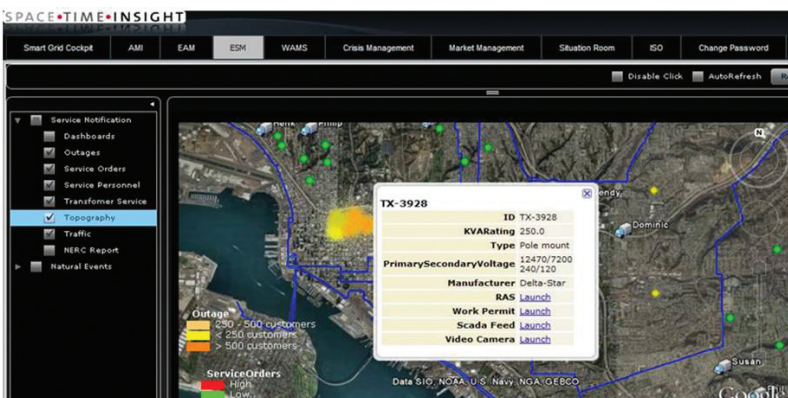 SPACE•TIME•INSIGHT
Smart Grid Cockpit AMI EAM ESM WAMS Crisis Management Market Management Situation Room ISO Change Password
Disable Click AutoRefresh
Service Notification
Dashboards
Outages
Service Orders
Service Personnel
Transfomer Service
Topography
Traffic
NERC Report
Natural Events
Philip
N
Dominic
TX-3928
ID TX-3928
KVARating 250.0
Type Pole mount
PrimarySecondaryVoltage 12470/7200
240/120
Manufacturer Delta-Star
RAS Launch
Work Permit Launch
Scada Feed Launch
Video Camera Launch
Outage
250 - 500 customers
< 250 customers
> 500 customers
ServiceOrders
High
Low
Susan
Data SIO, NOAA, U.S. Navy, NGA, GEBCO
Google